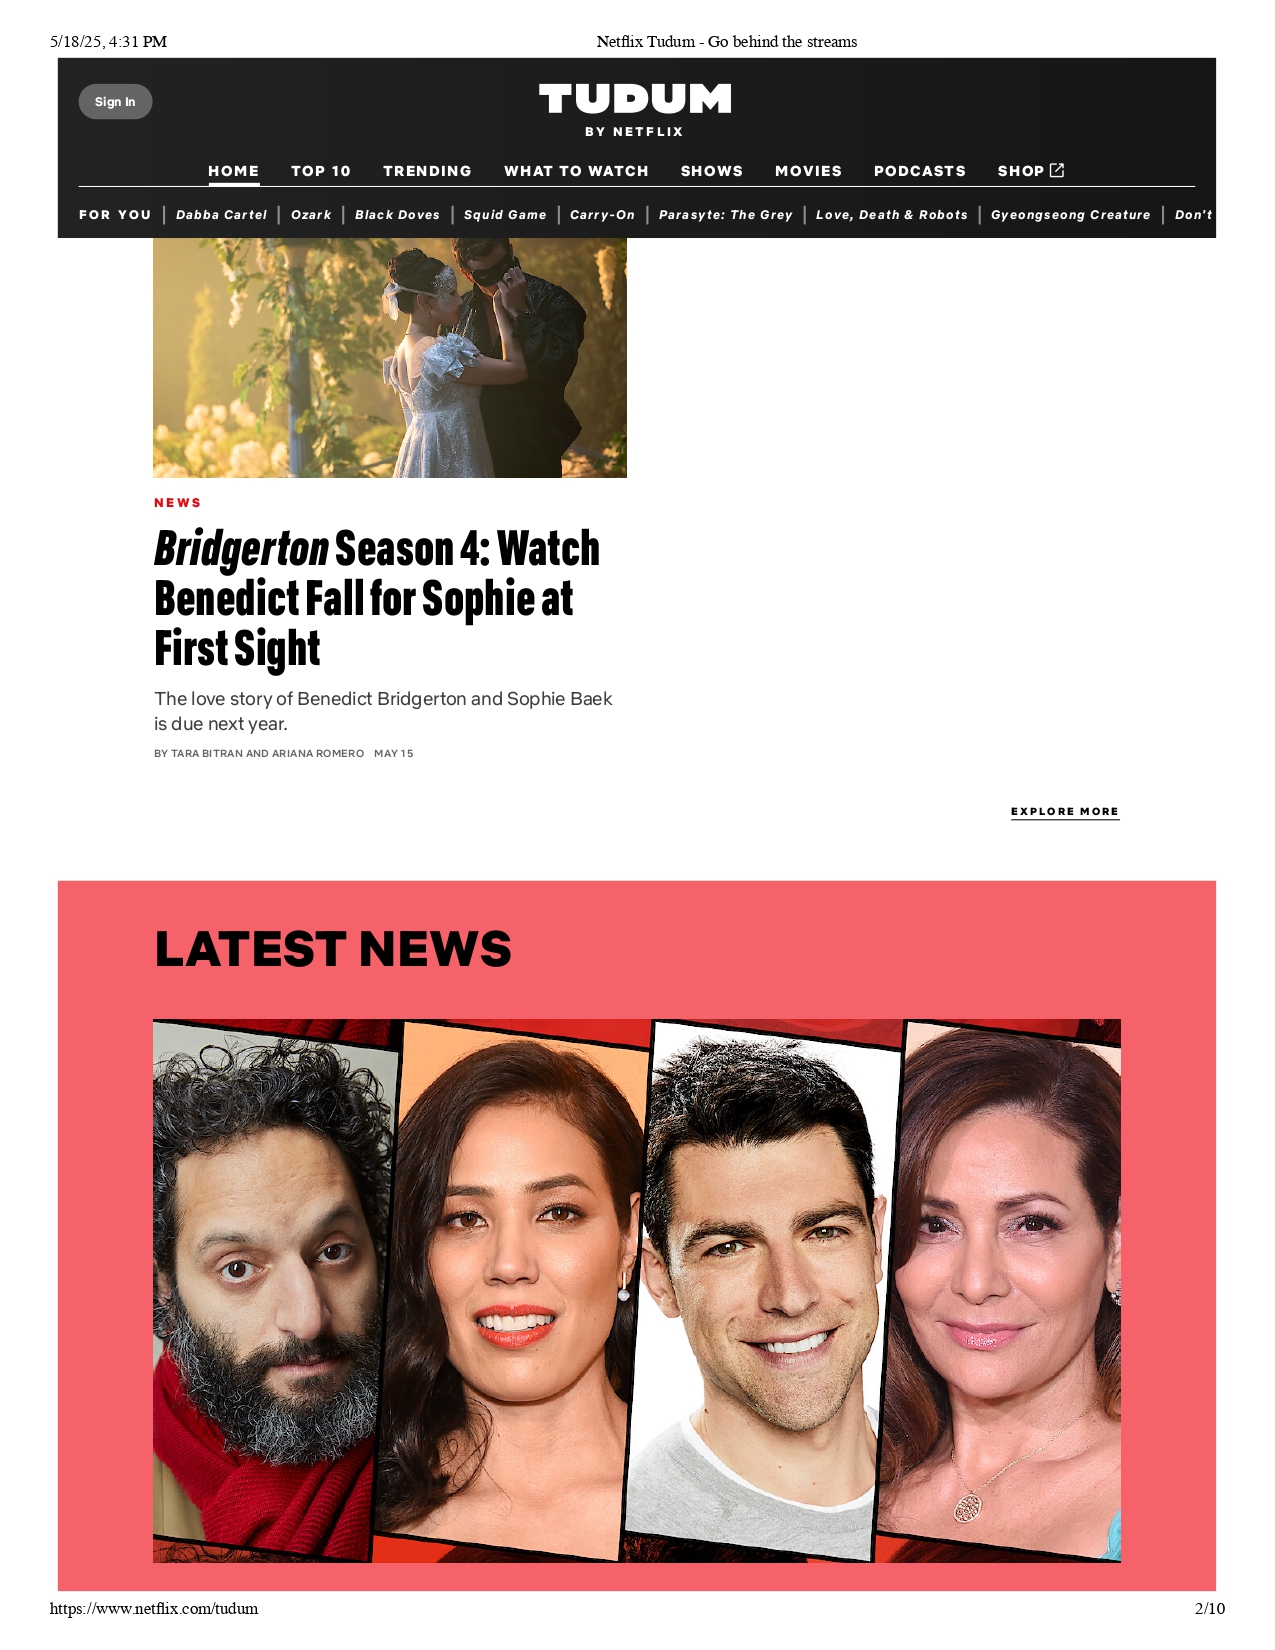 5/18/25, 4:31 PM Netflix Tudum - Go behind the streams
Sign In
TUDUM
BY NETFLIX
HOME TOP 10 TRENDING WHAT TO WATCH SHOWS MOVIES PODCASTS SHOP
FOR YOU | Dabba Cartel | Ozark | Black Doves | Squid Game | Carry-On | Parasyte: The Grey | Love, Death & Robots | Gyeongseong Creature | Don't
NEWS
Bridgerton Season 4: Watch
Benedict Fall for Sophie at
First Sight
The love story of Benedict Bridgerton and Sophie Baek
is due next year.
BY TARA BITRAN AND ARIANA ROMERO MAY 15
EXPLORE MORE
LATEST NEWS
https://www.netflix.com/tudum 2/10